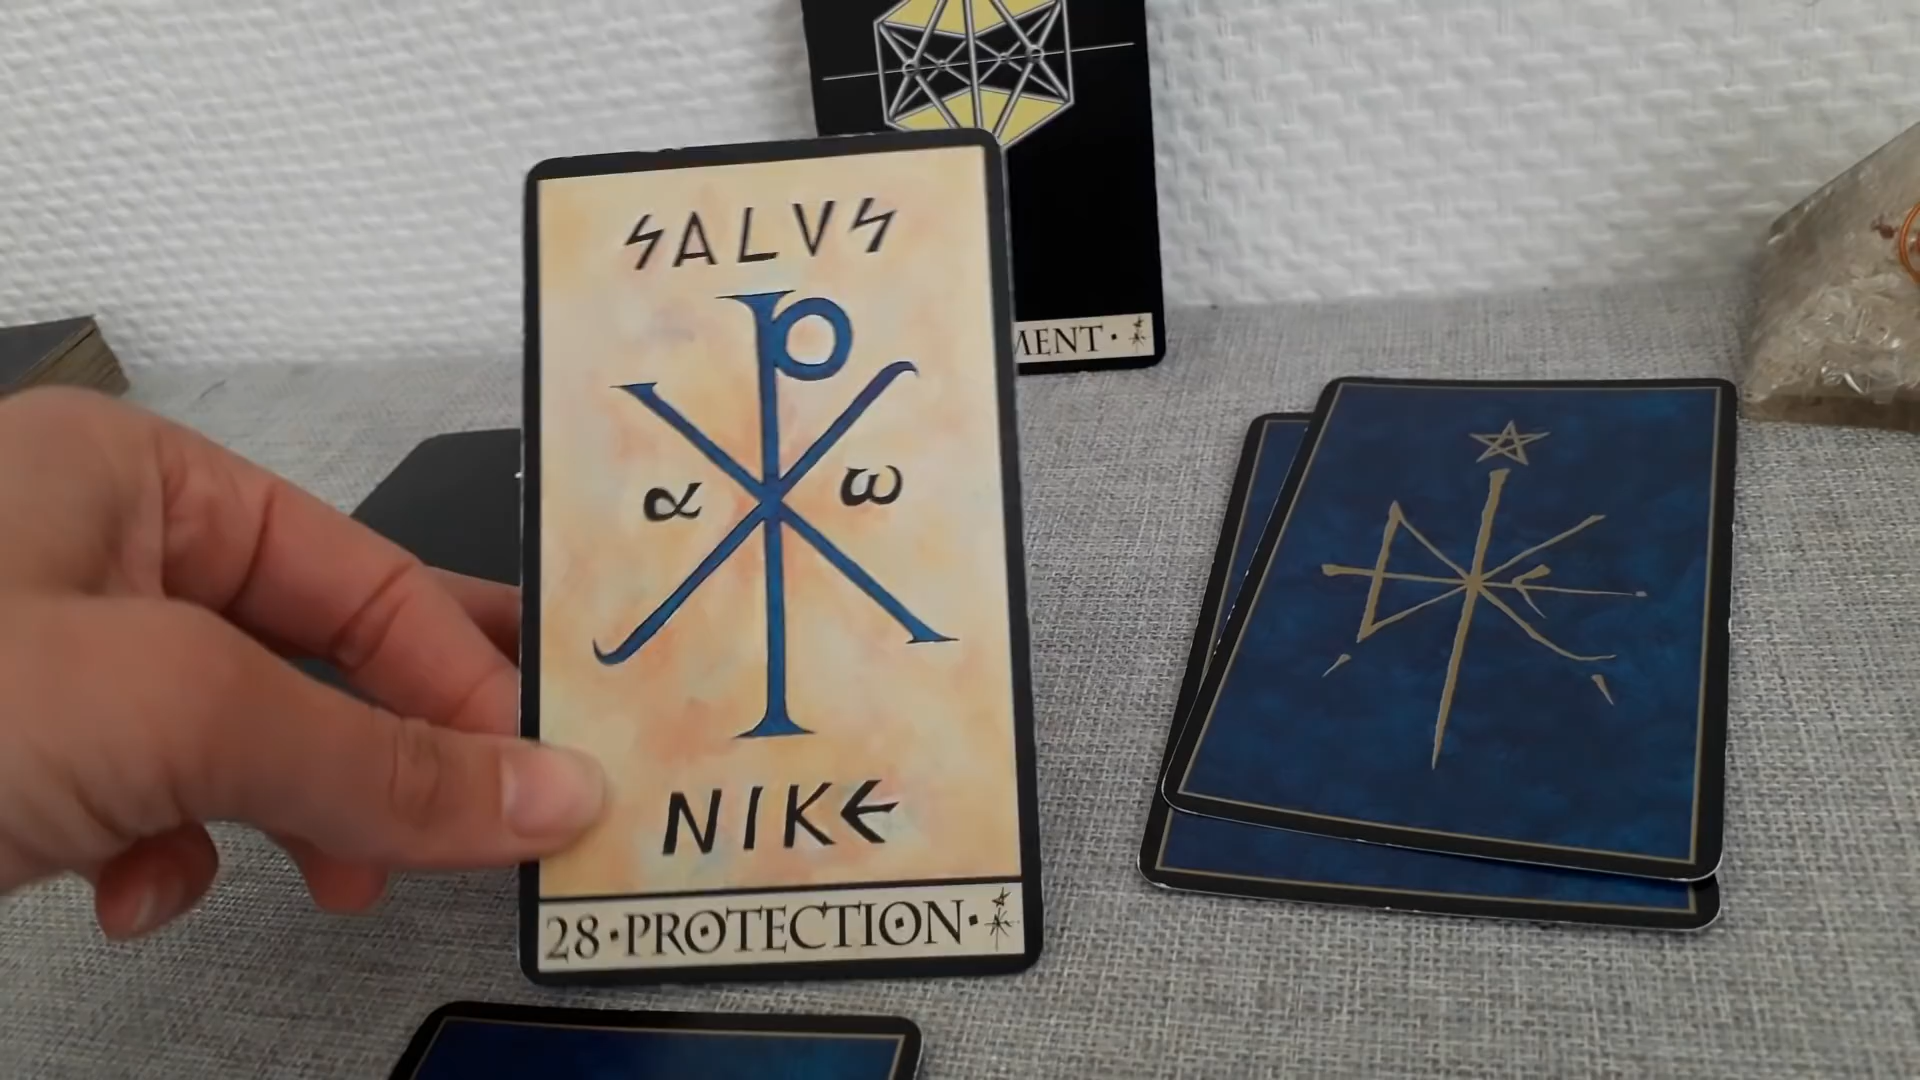 SALVS
α ω
NIKE
28·PROTECTION·
MENT·